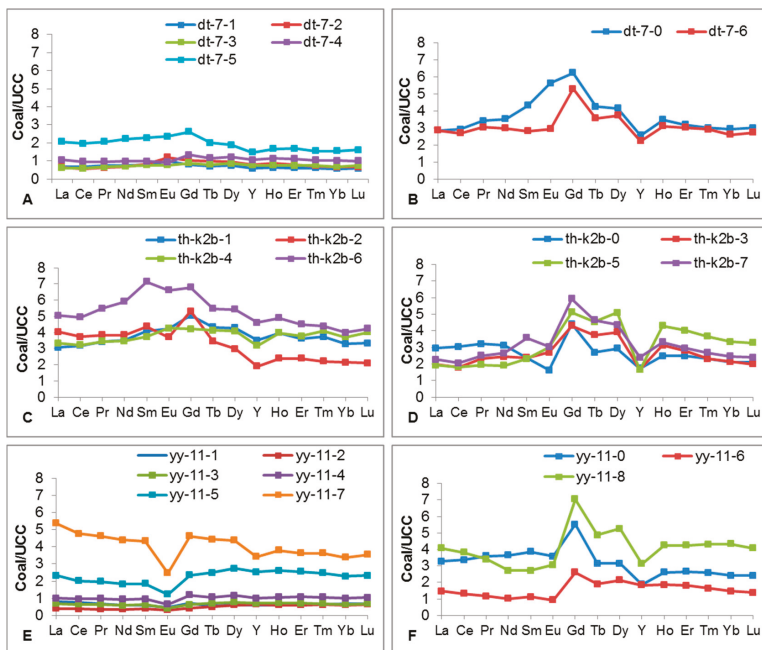 dt-7-1 dt-7-2
dt-7-3 dt-7-4
dt-7-5
Coal/UCC
8
7
6
5
4
3
2
1
0
La Ce Pr Nd Sm Eu Gd Tb Dy Y Ho Er Tm Yb Lu
A
dt-7-0 dt-7-6
Coal/UCC
8
7
6
5
4
3
2
1
0
La Ce Pr Nd Sm Eu Gd Tb Dy Y Ho Er Tm Yb Lu
B
th-k2b-1 th-k2b-2
th-k2b-4 th-k2b-6
Coal/UCC
8
7
6
5
4
3
2
1
0
La Ce Pr Nd Sm Eu Gd Tb Dy Y Ho Er Tm Yb Lu
C
th-k2b-0 th-k2b-3
th-k2b-5 th-k2b-7
Coal/UCC
8
7
6
5
4
3
2
1
0
La Ce Pr Nd Sm Eu Gd Tb Dy Y Ho Er Tm Yb Lu
D
yy-11-1 yy-11-2
yy-11-3 yy-11-4
yy-11-5 yy-11-7
Coal/UCC
8
7
6
5
4
3
2
1
0
La Ce Pr Nd Sm Eu Gd Tb Dy Y Ho Er Tm Yb Lu
E
yy-11-0 yy-11-6
yy-11-8
Coal/UCC
8
7
6
5
4
3
2
1
0
La Ce Pr Nd Sm Eu Gd Tb Dy Y Ho Er Tm Yb Lu
F